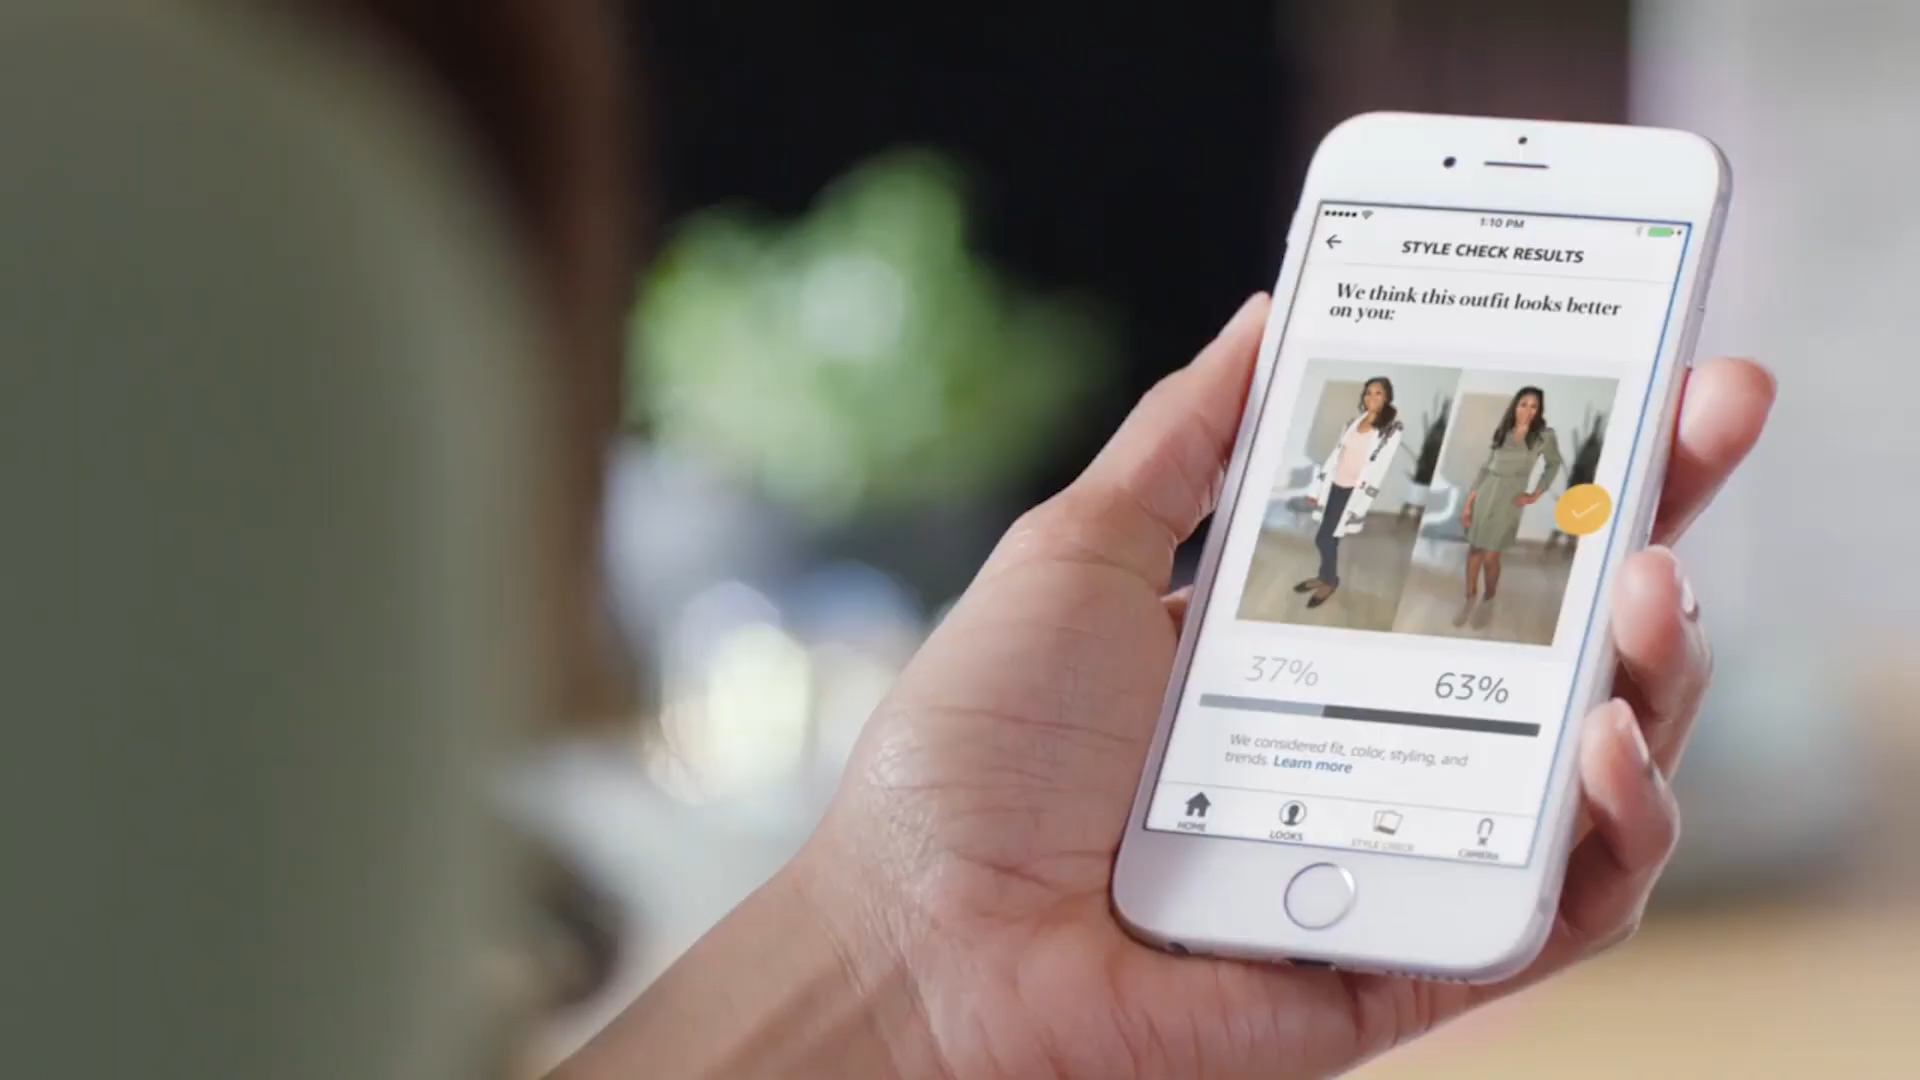 1:10 PM
STYLE CHECK RESULTS
We think this outfit looks better
on you:
37%
63%
We considered fit, color, styling, and
trends. Learn more
HOME
LOOKS
STYLE CHECK
CAMERA